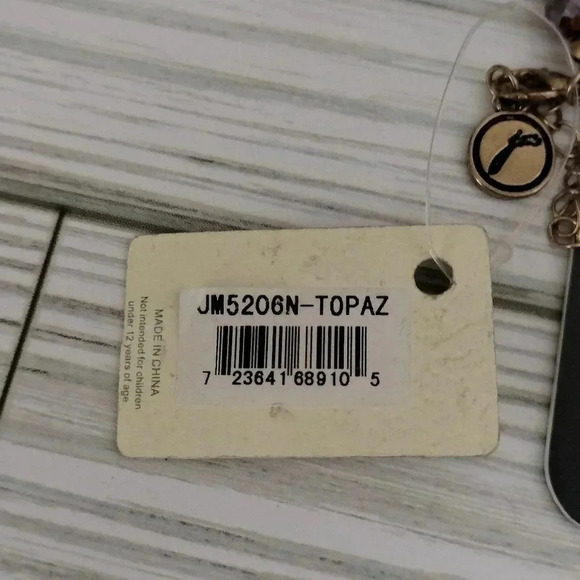 JM5206N-TOPAZ
7 23641 68910 5
MADE IN CHINA
Not intended for children
under 12 years of age